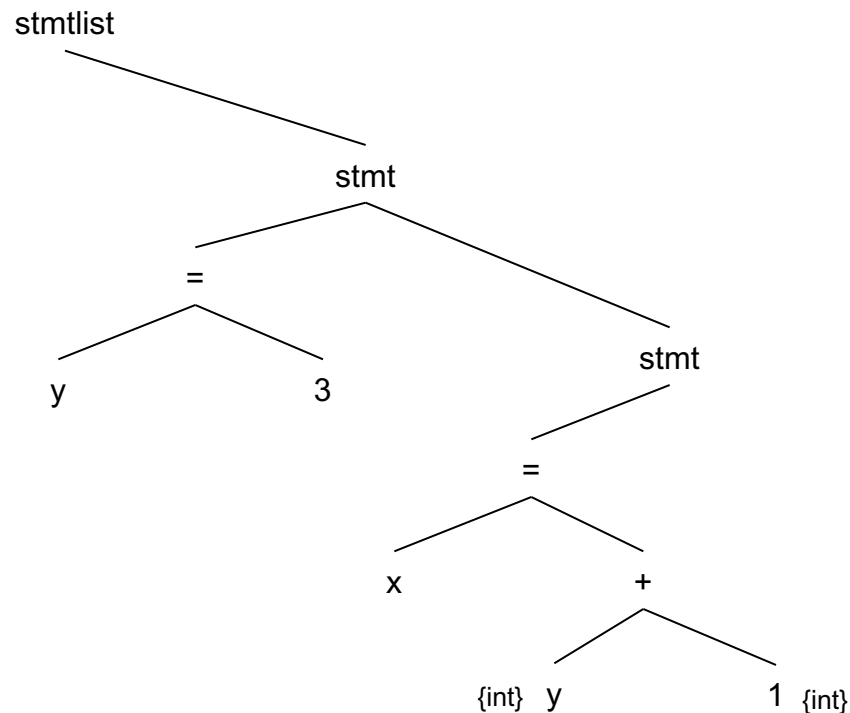 stmtlist
stmt
=
y 3
stmt
=
x +
{int} y 1 {int}